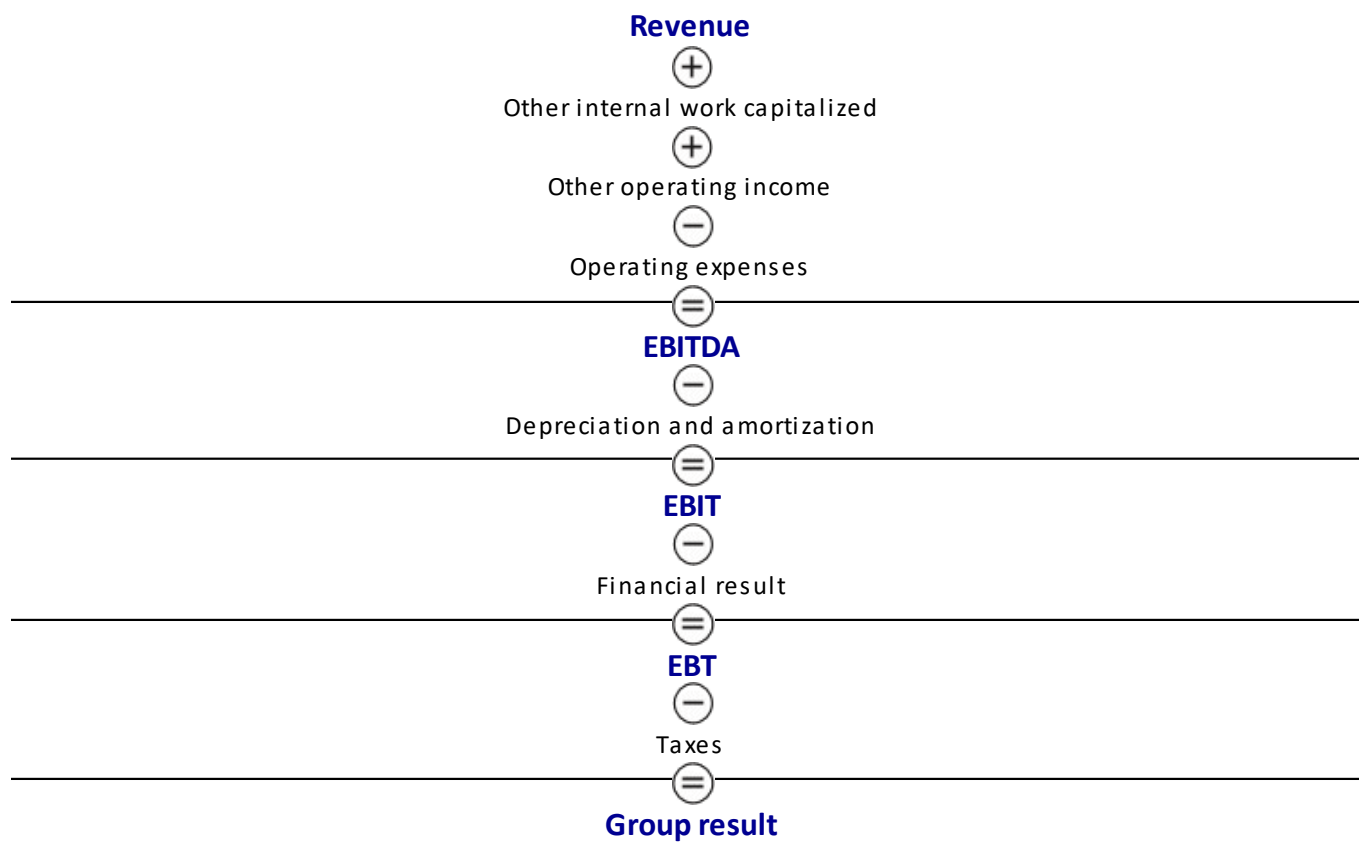 Revenue
+
Other internal work capitalized
+
Other operating income
−
Operating expenses
=
EBITDA
−
Depreciation and amortization
=
EBIT
−
Financial result
=
EBT
−
Taxes
=
Group result